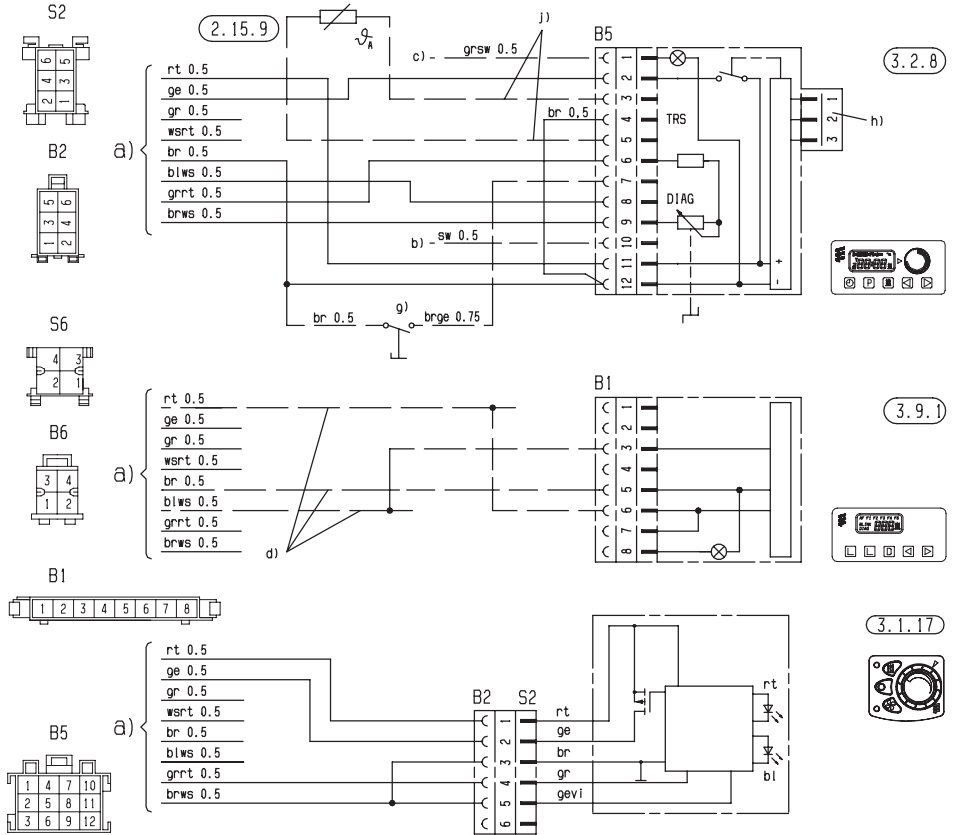 S2
6 5
4 3
2 1
2.15.9
ϑA
j)
c)
grsw 0.5
B5
3.2.8
a)
rt 0.5
ge 0.5
gr 0.5
wsrt 0.5
br 0.5
blws 0.5
grrt 0.5
brws 0.5
br 0.5
1
2
3
4
5
6
7
8
9
10
11
12
TRS
DIAG
+
-
1
2
3
h)
b)
sw 0.5
g)
br 0.5
brge 0.75
B2
5 6
3 4
1 2
P
S6
4 3
2 1
B6
3 4
1 2
a)
rt 0.5
ge 0.5
gr 0.5
wsrt 0.5
br 0.5
blws 0.5
grrt 0.5
brws 0.5
d)
B1
1
2
3
4
5
6
7
8
3.9.1
L L D
B1
1 2 3 4 5 6 7 8
3.1.17
a)
rt 0.5
ge 0.5
gr 0.5
wsrt 0.5
br 0.5
blws 0.5
grrt 0.5
brws 0.5
B2 S2
1
2
3
4
5
6
rt
ge
br
gr
gevi
rt
bl
B5
1 4 7 10
2 5 8 11
3 6 9 12